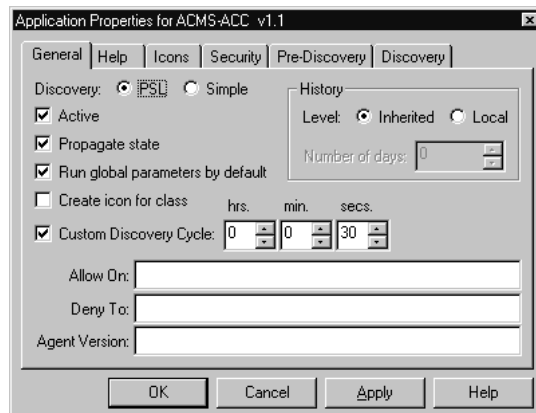 Application Properties for ACMS-ACC v1.1
General Help Icons Security Pre-Discovery Discovery
Discovery: PSL Simple
History
Active
Level: Inherited Local
Propagate state
Number of days: 0
Run global parameters by default
Create icon for class
hrs. min. secs.
Custom Discovery Cycle: 0 0 30
Allow On:
Deny To:
Agent Version:
OK Cancel Apply Help